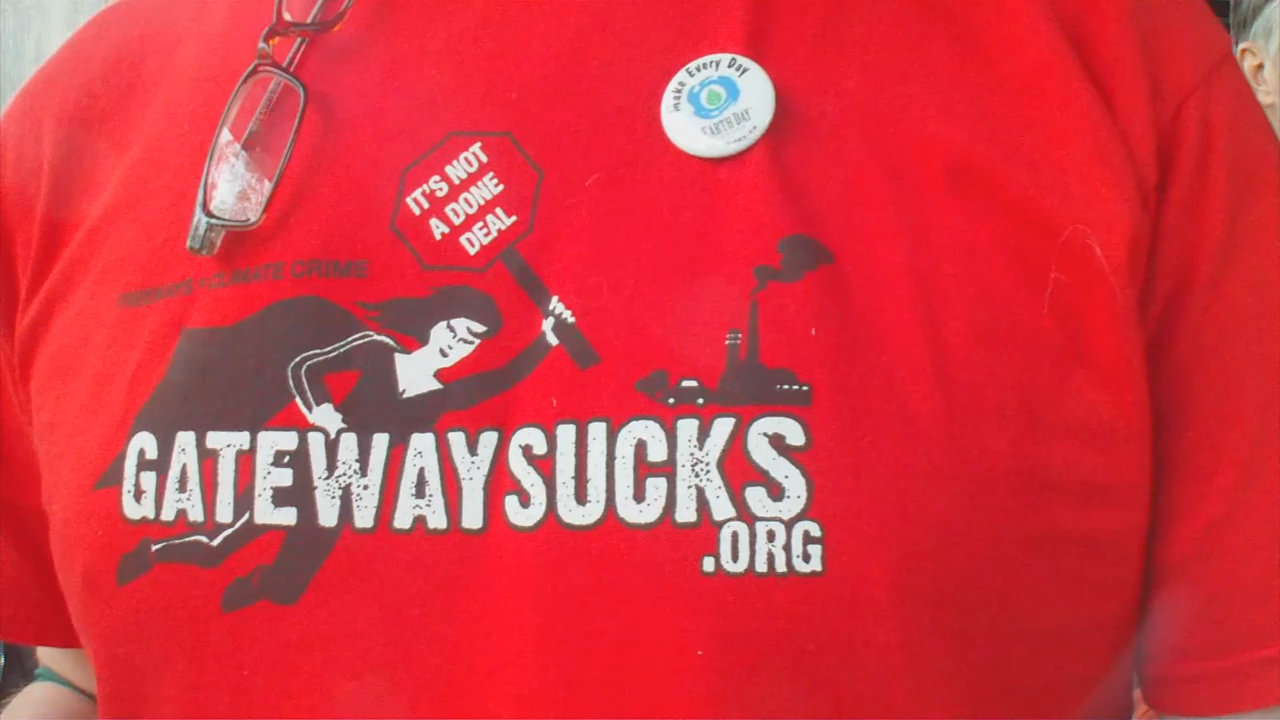 Make Every Day
EARTH DAY
IT'S NOT
A DONE
DEAL
CLIMATE CRIME
GATEWAYSUCKS
.ORG